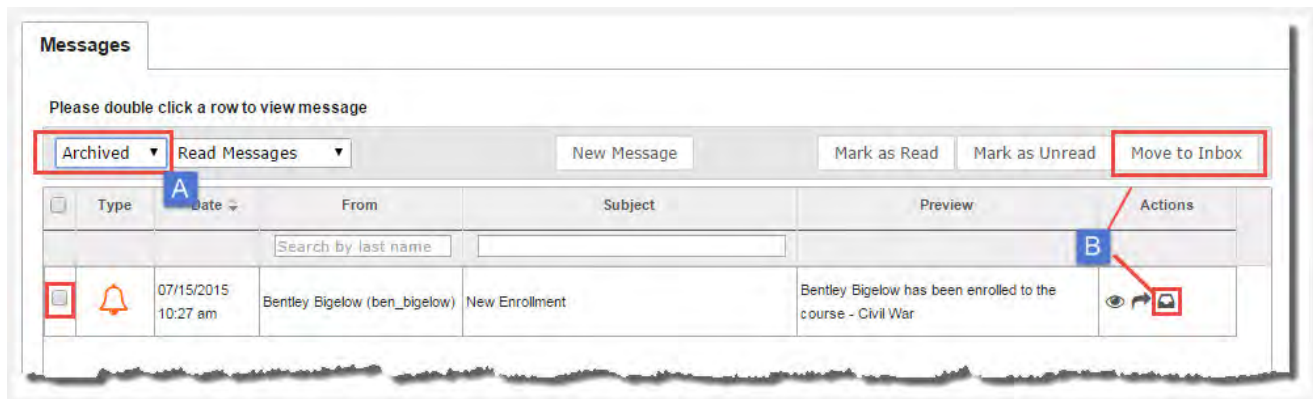 Messages
Please double click a row to view message
Archived Read Messages New Message Mark as Read Mark as Unread Move to Inbox
A
Type Date From Subject Preview Actions
Search by last name
B
07/15/2015
10:27 am
Bentley Bigelow (ben_bigelow) New Enrollment
Bentley Bigelow has been enrolled to the
course - Civil War